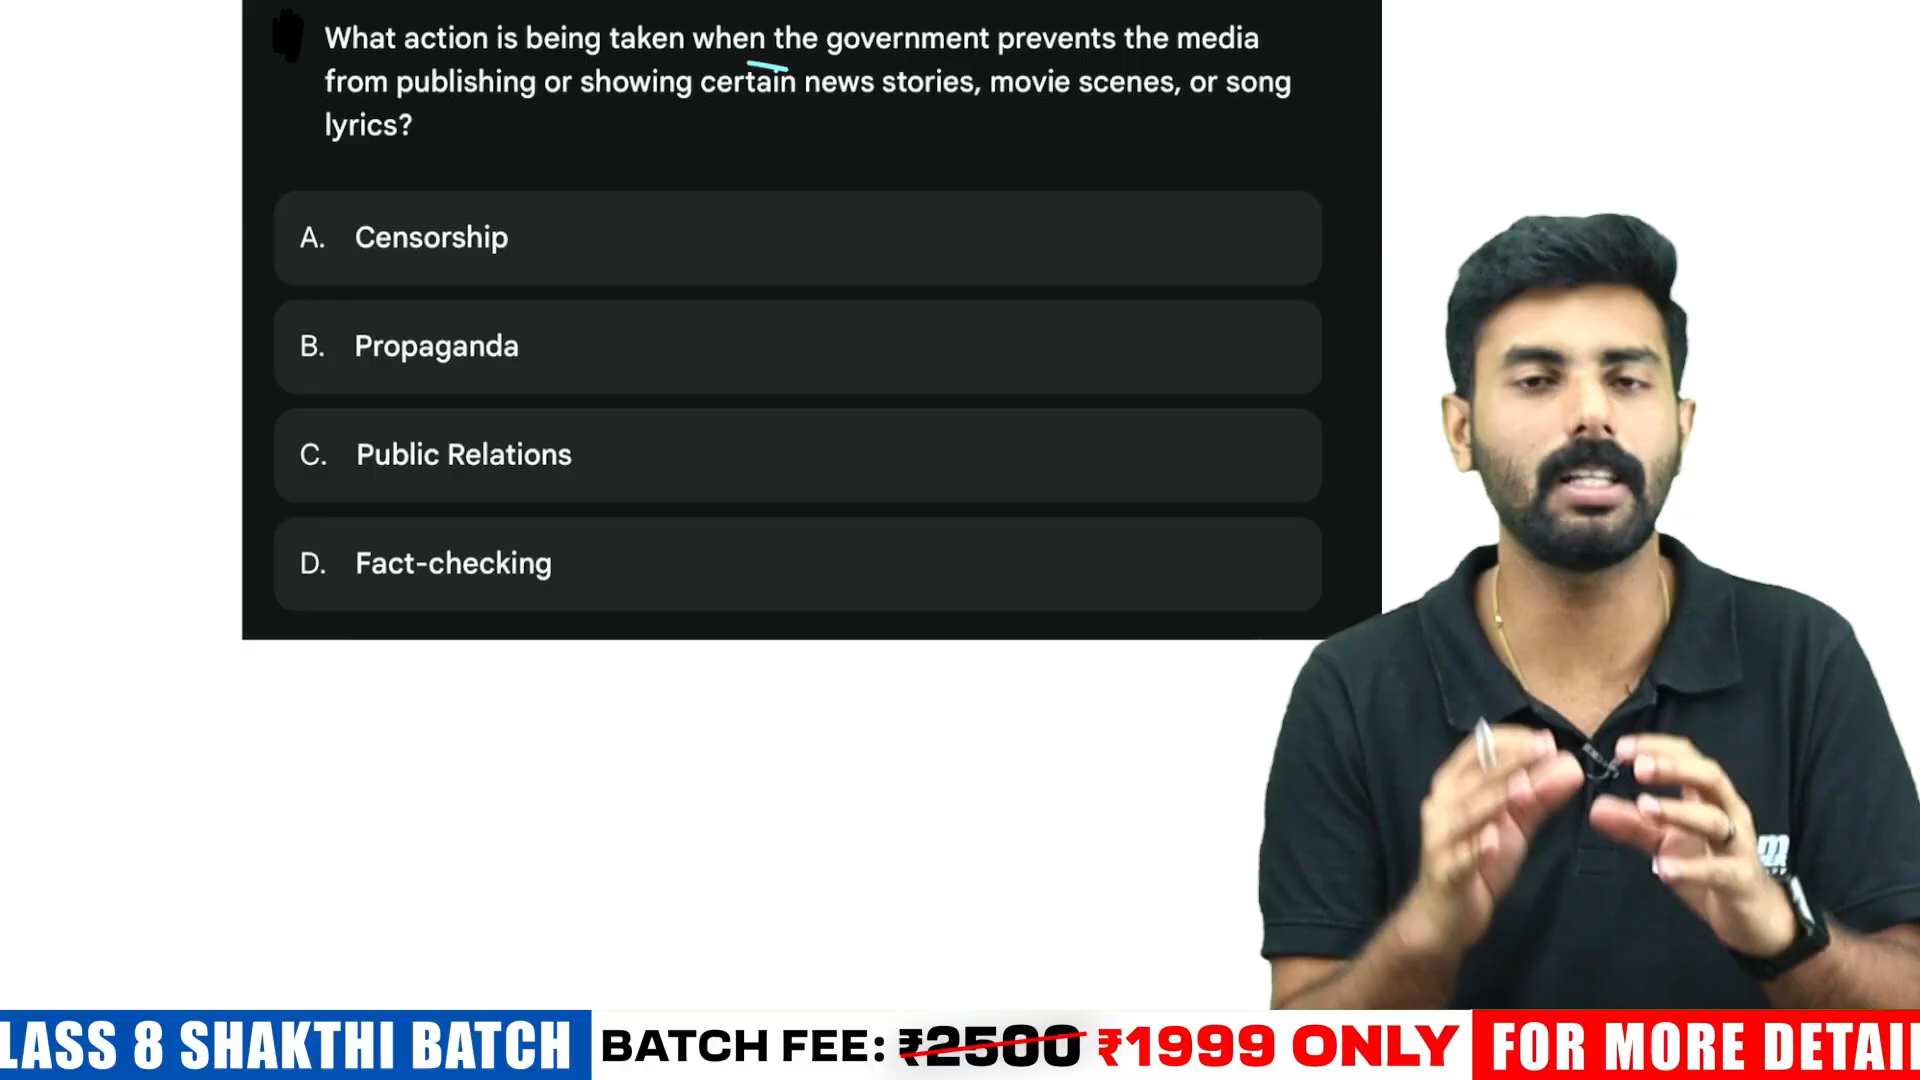 What action is being taken when the government prevents the media
from publishing or showing certain news stories, movie scenes, or song
lyrics?
A. Censorship
B. Propaganda
C. Public Relations
D. Fact-checking
LASS 8 SHAKTHI BATCH BATCH FEE: ₹2500 ₹1999 ONLY FOR MORE DETAI